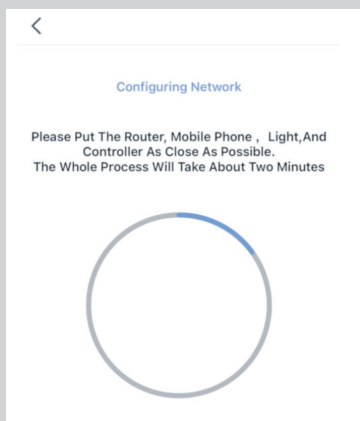 Configuring Network
Please Put The Router, Mobile Phone , Light,And
Controller As Close As Possible.
The Whole Process Will Take About Two Minutes